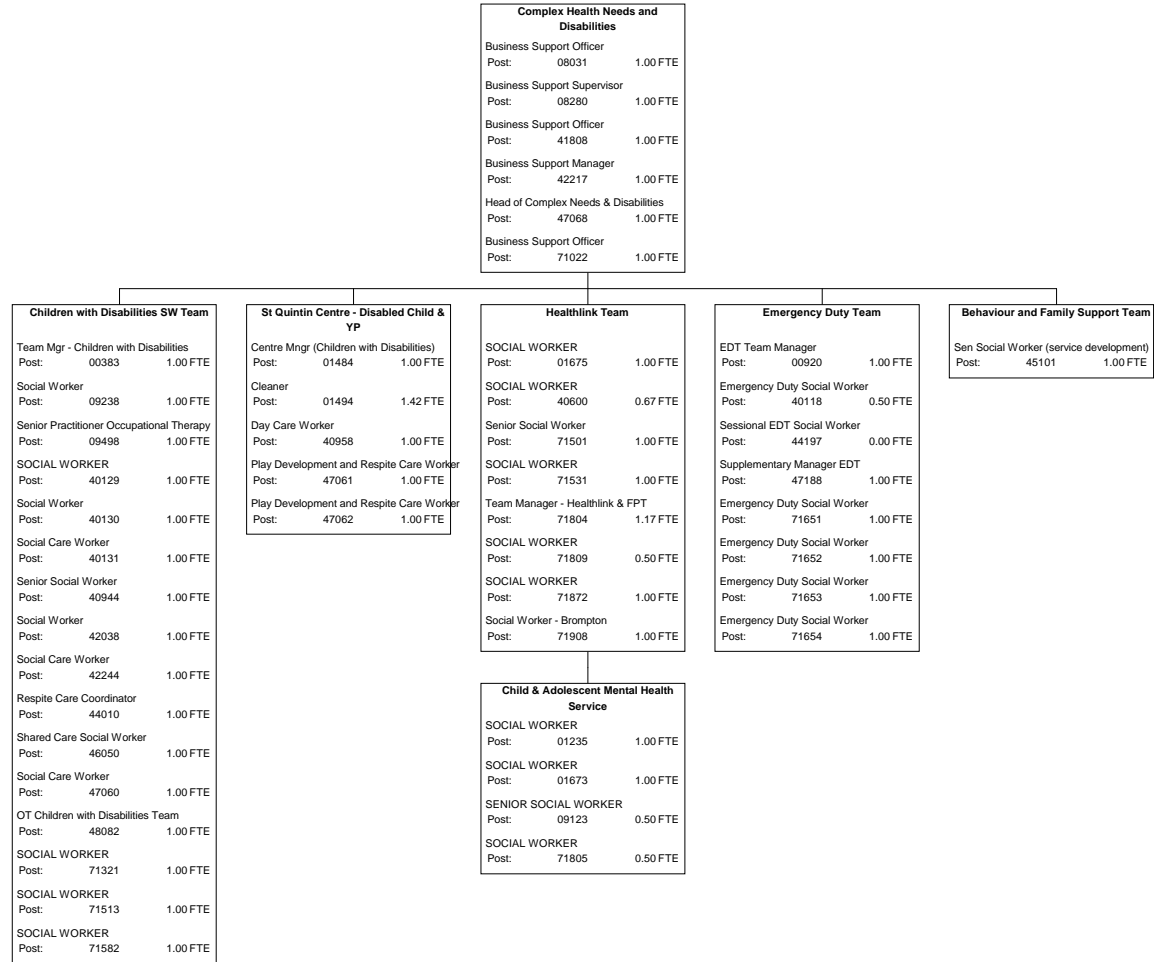 Complex Health Needs and
Disabilities
Business Support Officer
Post: 08031 1.00 FTE
Business Support Supervisor
Post: 08280 1.00 FTE
Business Support Officer
Post: 41808 1.00 FTE
Business Support Manager
Post: 42217 1.00 FTE
Head of Complex Needs & Disabilities
Post: 47068 1.00 FTE
Business Support Officer
Post: 71022 1.00 FTE
Children with Disabilities SW Team
Team Mgr - Children with Disabilities
Post: 00383 1.00 FTE
Social Worker
Post: 09238 1.00 FTE
Senior Practitioner Occupational Therapy
Post: 09498 1.00 FTE
SOCIAL WORKER
Post: 40129 1.00 FTE
Social Worker
Post: 40130 1.00 FTE
Social Care Worker
Post: 40131 1.00 FTE
Senior Social Worker
Post: 40944 1.00 FTE
Social Worker
Post: 42038 1.00 FTE
Social Care Worker
Post: 42244 1.00 FTE
Respite Care Coordinator
Post: 44010 1.00 FTE
Shared Care Social Worker
Post: 46050 1.00 FTE
Social Care Worker
Post: 47060 1.00 FTE
OT Children with Disabilities Team
Post: 48082 1.00 FTE
SOCIAL WORKER
Post: 71321 1.00 FTE
SOCIAL WORKER
Post: 71513 1.00 FTE
SOCIAL WORKER
Post: 71582 1.00 FTE
St Quintin Centre - Disabled Child &
YP
Centre Mngr (Children with Disabilities)
Post: 01484 1.00 FTE
Cleaner
Post: 01494 1.42 FTE
Day Care Worker
Post: 40958 1.00 FTE
Play Development and Respite Care Worker
Post: 47061 1.00 FTE
Play Development and Respite Care Worker
Post: 47062 1.00 FTE
Healthlink Team
SOCIAL WORKER
Post: 01675 1.00 FTE
SOCIAL WORKER
Post: 40600 0.67 FTE
Senior Social Worker
Post: 71501 1.00 FTE
SOCIAL WORKER
Post: 71531 1.00 FTE
Team Manager - Healthlink & FPT
Post: 71804 1.17 FTE
SOCIAL WORKER
Post: 71809 0.50 FTE
SOCIAL WORKER
Post: 71872 1.00 FTE
Social Worker - Brompton
Post: 71908 1.00 FTE
Child & Adolescent Mental Health
Service
SOCIAL WORKER
Post: 01235 1.00 FTE
SOCIAL WORKER
Post: 01673 1.00 FTE
SENIOR SOCIAL WORKER
Post: 09123 0.50 FTE
SOCIAL WORKER
Post: 71805 0.50 FTE
Emergency Duty Team
EDT Team Manager
Post: 00920 1.00 FTE
Emergency Duty Social Worker
Post: 40118 0.50 FTE
Sessional EDT Social Worker
Post: 44197 0.00 FTE
Supplementary Manager EDT
Post: 47188 1.00 FTE
Emergency Duty Social Worker
Post: 71651 1.00 FTE
Emergency Duty Social Worker
Post: 71652 1.00 FTE
Emergency Duty Social Worker
Post: 71653 1.00 FTE
Emergency Duty Social Worker
Post: 71654 1.00 FTE
Behaviour and Family Support Team
Sen Social Worker (service development)
Post: 45101 1.00 FTE